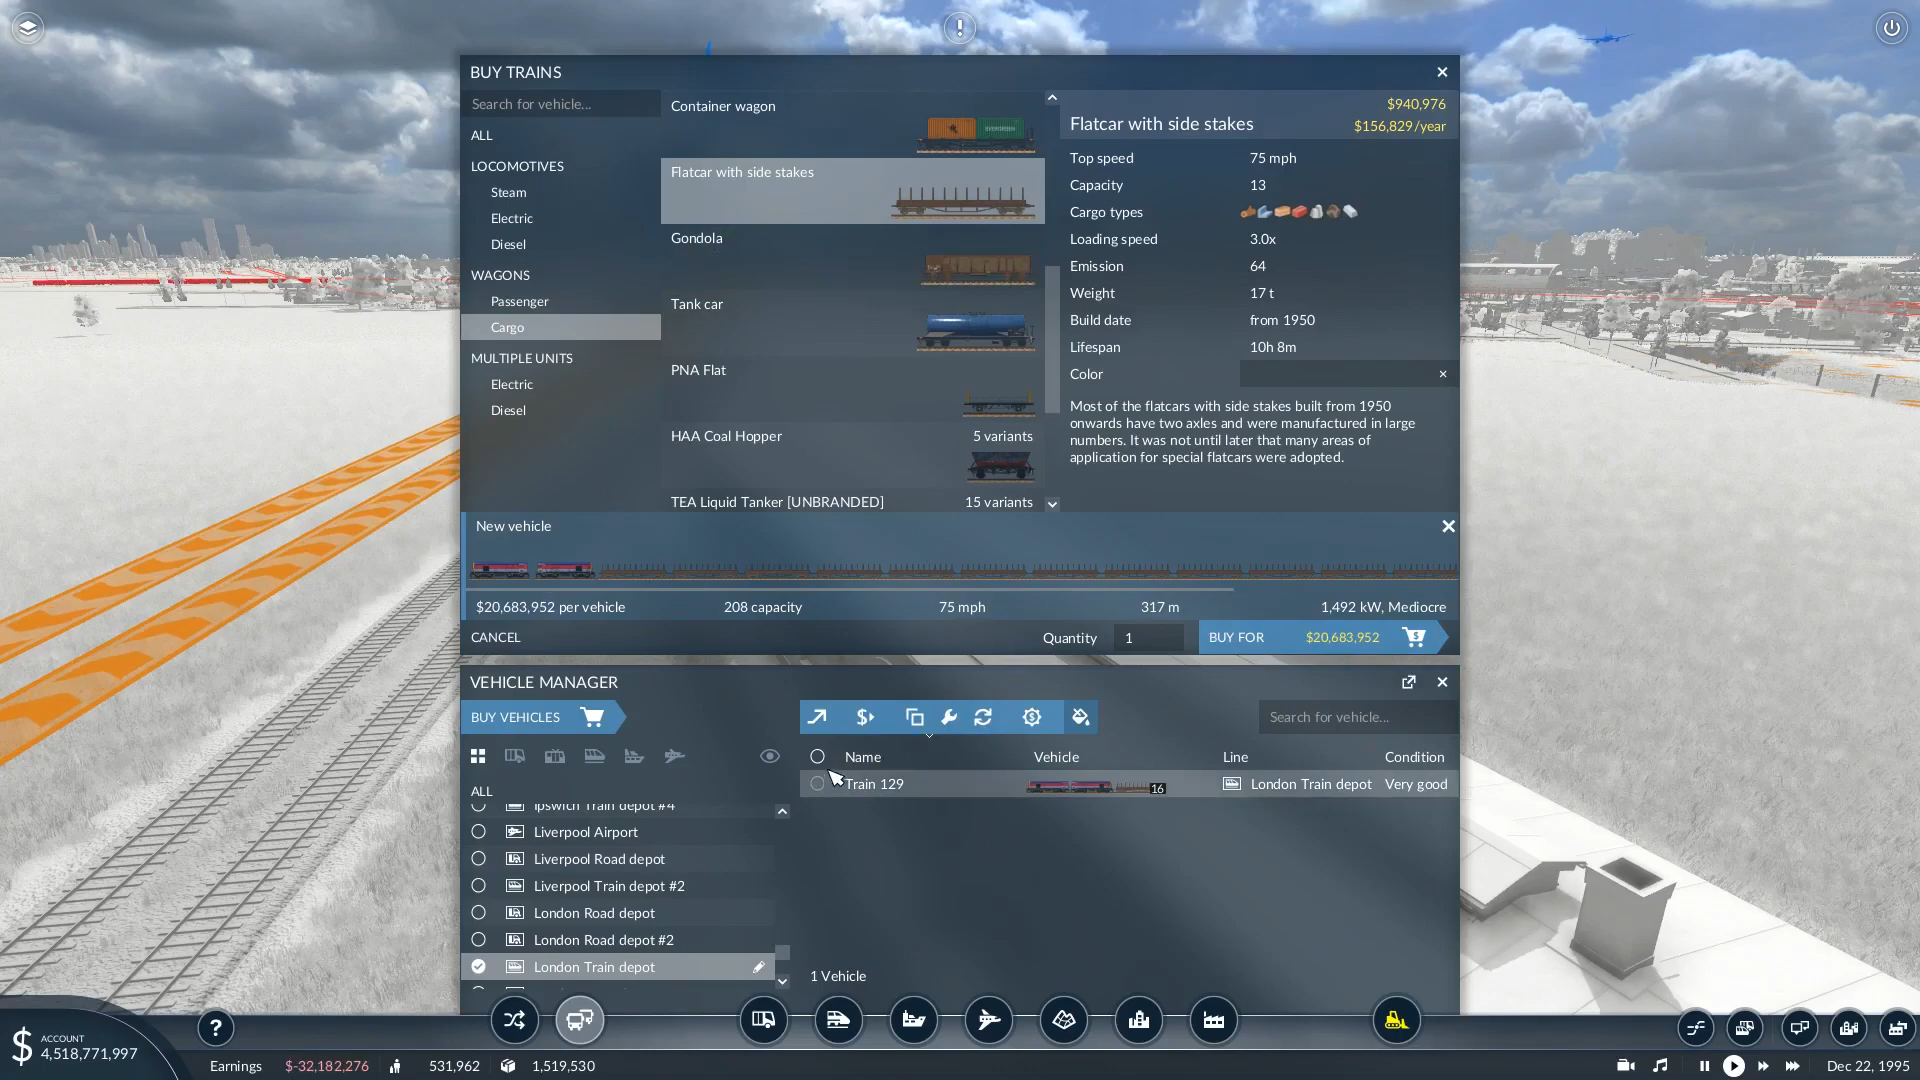 BUY TRAINS
Search for vehicle...
ALL
LOCOMOTIVES
Steam
Electric
Diesel
WAGONS
Passenger
Cargo
MULTIPLE UNITS
Electric
Diesel
Container wagon
Flatcar with side stakes
Gondola
Tank car
PNA Flat
HAA Coal Hopper 5 variants
TEA Liquid Tanker [UNBRANDED] 15 variants
$940,976
Flatcar with side stakes $156,829/year
Top speed 75 mph
Capacity 13
Cargo types
Loading speed 3.0x
Emission 64
Weight 17 t
Build date from 1950
Lifespan 10h 8m
Color
Most of the flatcars with side stakes built from 1950
onwards have two axles and were manufactured in large
numbers. It was not until later that many areas of
application for special flatcars were adopted.
New vehicle
$20,683,952 per vehicle 208 capacity 75 mph 317 m 1,492 kW, Mediocre
CANCEL Quantity 1 BUY FOR $20,683,952
VEHICLE MANAGER
BUY VEHICLES
Search for vehicle...
ALL
Ipswich Train depot #4
Liverpool Airport
Liverpool Road depot
Liverpool Train depot #2
London Road depot
London Road depot #2
London Train depot
Name Vehicle Line Condition
Train 129 16 London Train depot Very good
1 Vehicle
?
$ ACCOUNT
4,518,771,997
Earnings $-32,182,276 531,962 1,519,530
Dec 22, 1995